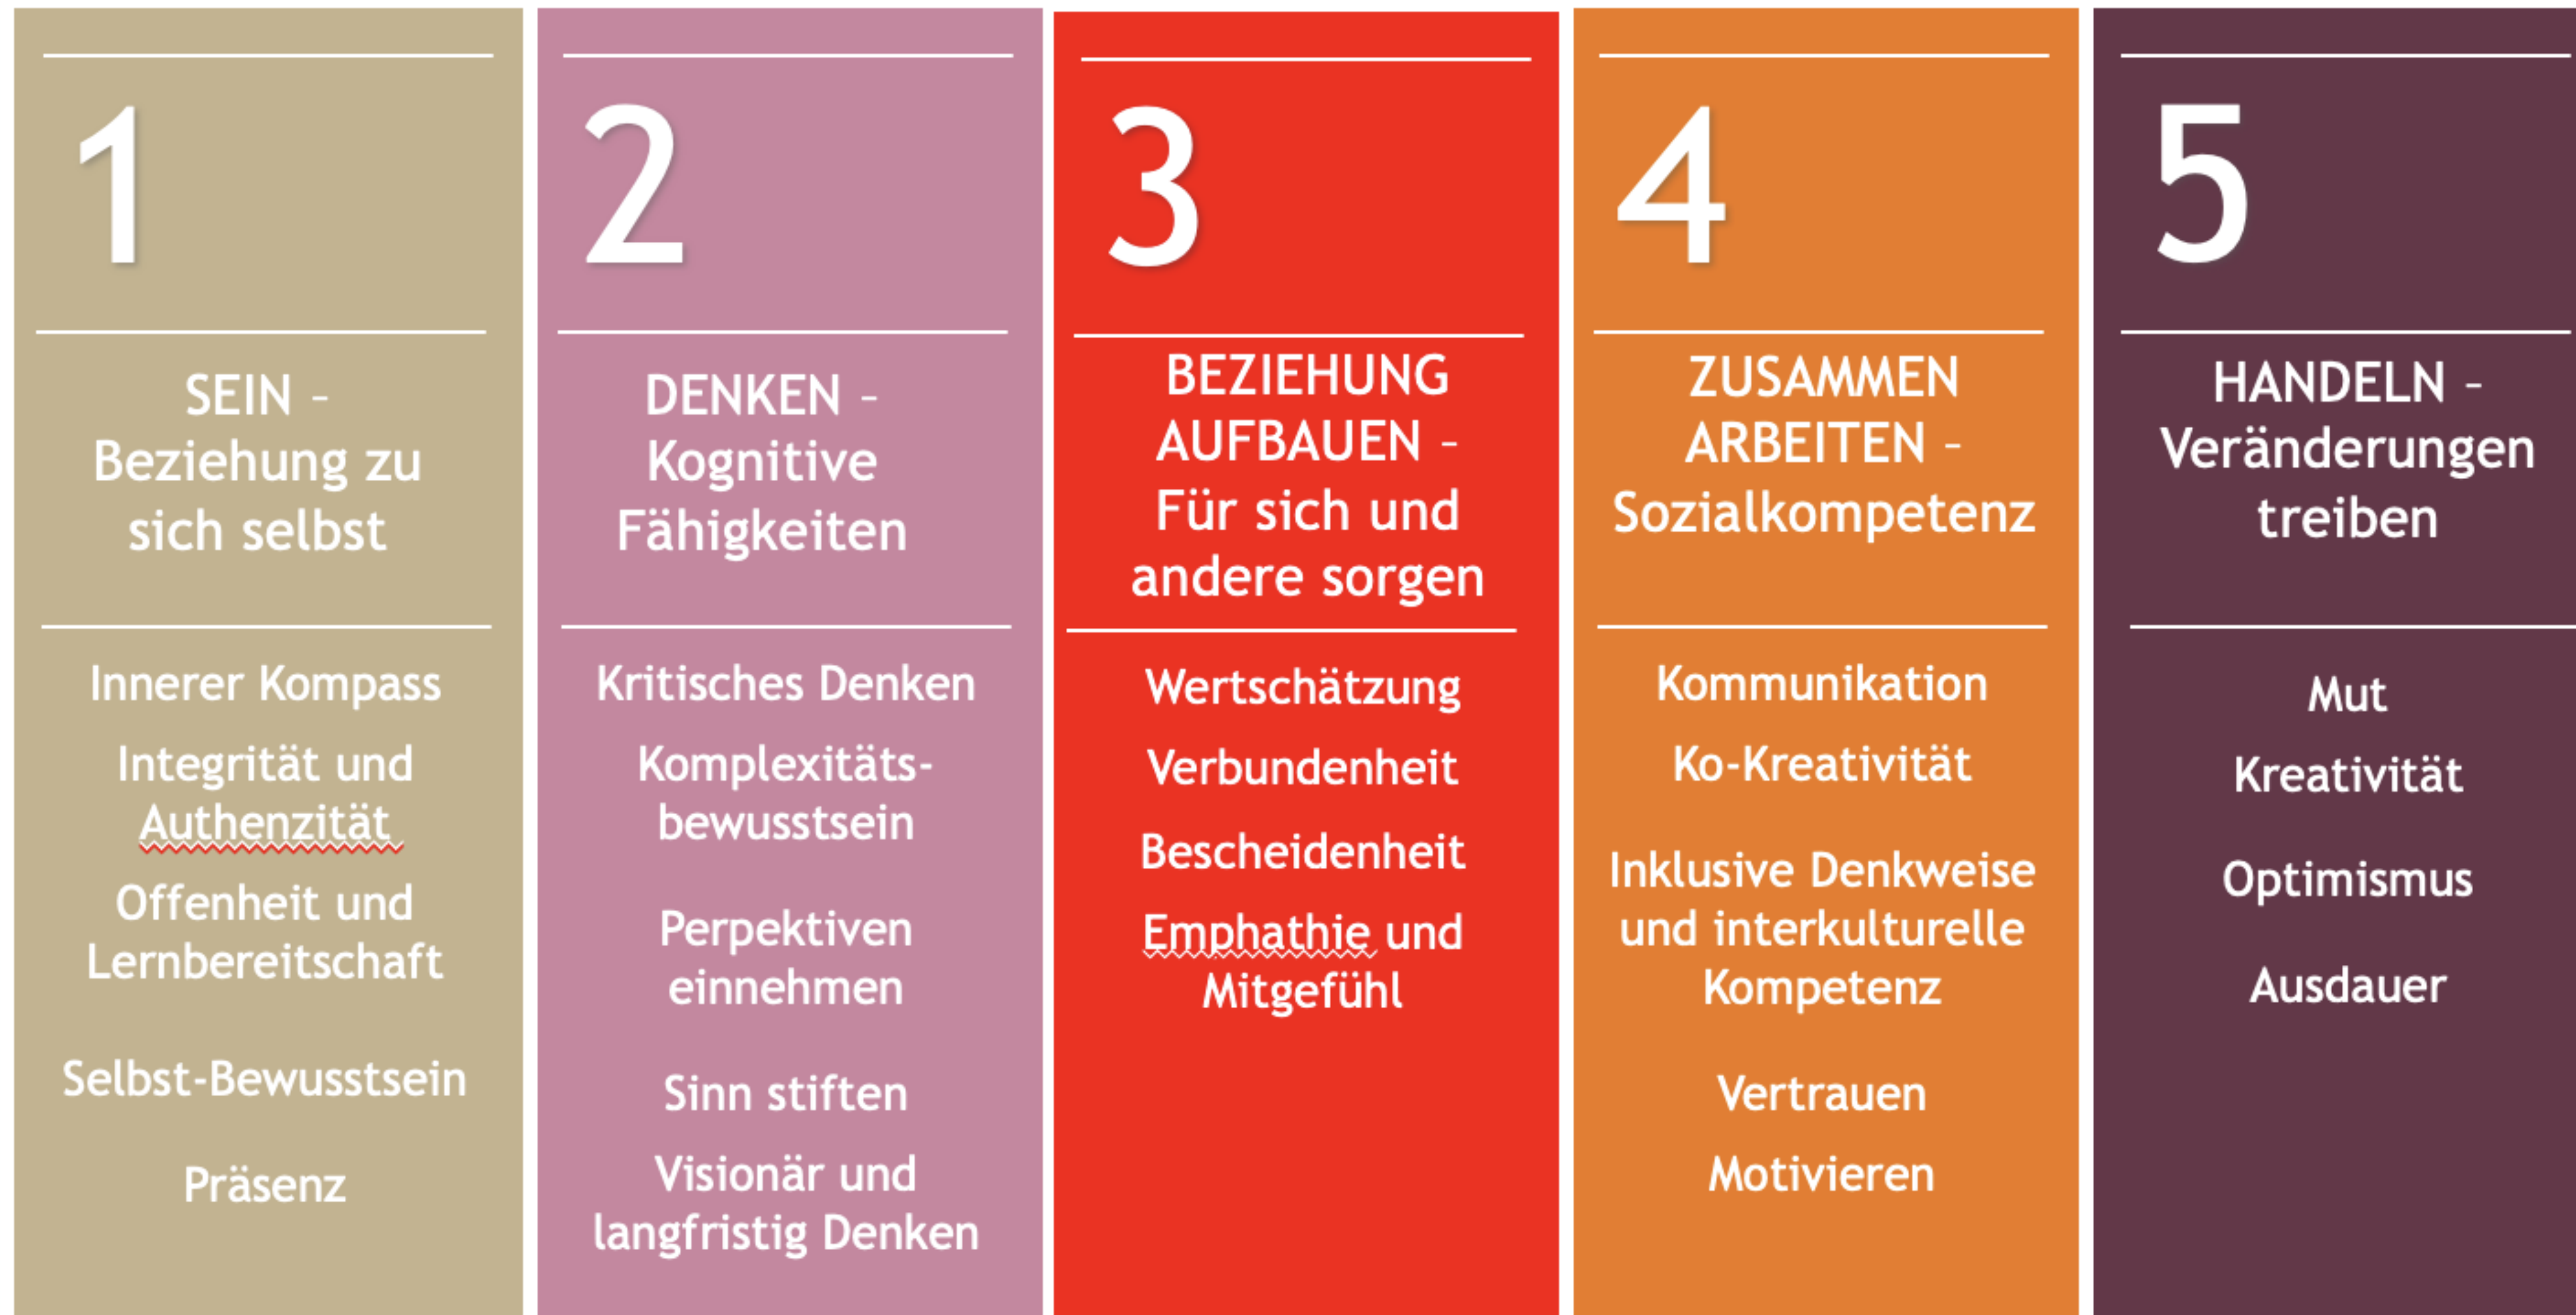 1
SEIN –
Beziehung zu
sich selbst
Innerer Kompass
Integrität und
Authenzität
Offenheit und
Lernbereitschaft
Selbst-Bewusstsein
Präsenz
2
DENKEN –
Kognitive
Fähigkeiten
Kritisches Denken
Komplexitäts-
bewusstsein
Perpektiven
einnehmen
Sinn stiften
Visionär und
langfristig Denken
3
BEZIEHUNG
AUFBAUEN –
Für sich und
andere sorgen
Wertschätzung
Verbundenheit
Bescheidenheit
Emphathie und
Mitgefühl
4
ZUSAMMEN
ARBEITEN –
Sozialkompetenz
Kommunikation
Ko-Kreativität
Inklusive Denkweise
und interkulturelle
Kompetenz
Vertrauen
Motivieren
5
HANDELN –
Veränderungen
treiben
Mut
Kreativität
Optimismus
Ausdauer